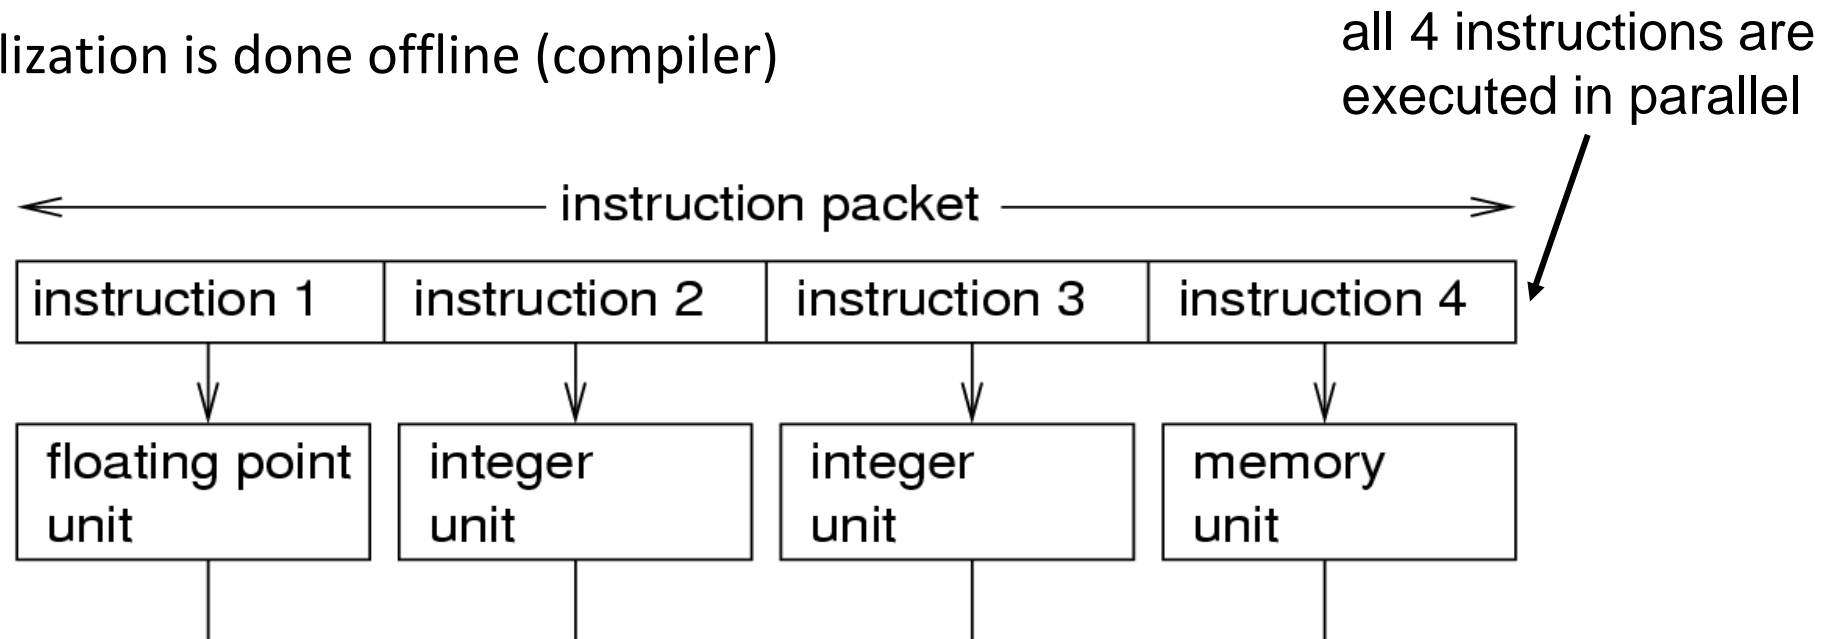 lization is done offline (compiler)
all 4 instructions are
executed in parallel
instruction packet
instruction 1 instruction 2 instruction 3 instruction 4
floating point integer integer memory
unit unit unit unit